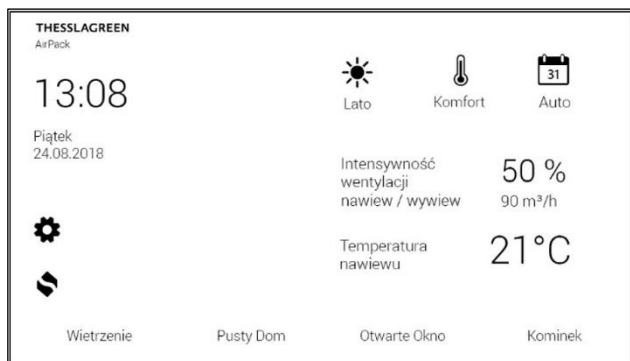 THESSLAGREEN
AirPack
13:08
Piątek
24.08.2018
31
Lato
Komfort
Auto
Intensywność
wentylacji
nawiew / wywiew
50 %
90 m³/h
Temperatura
nawiewu
21°C
Wietrzenie
Pusty Dom
Otwarte Okno
Kominek